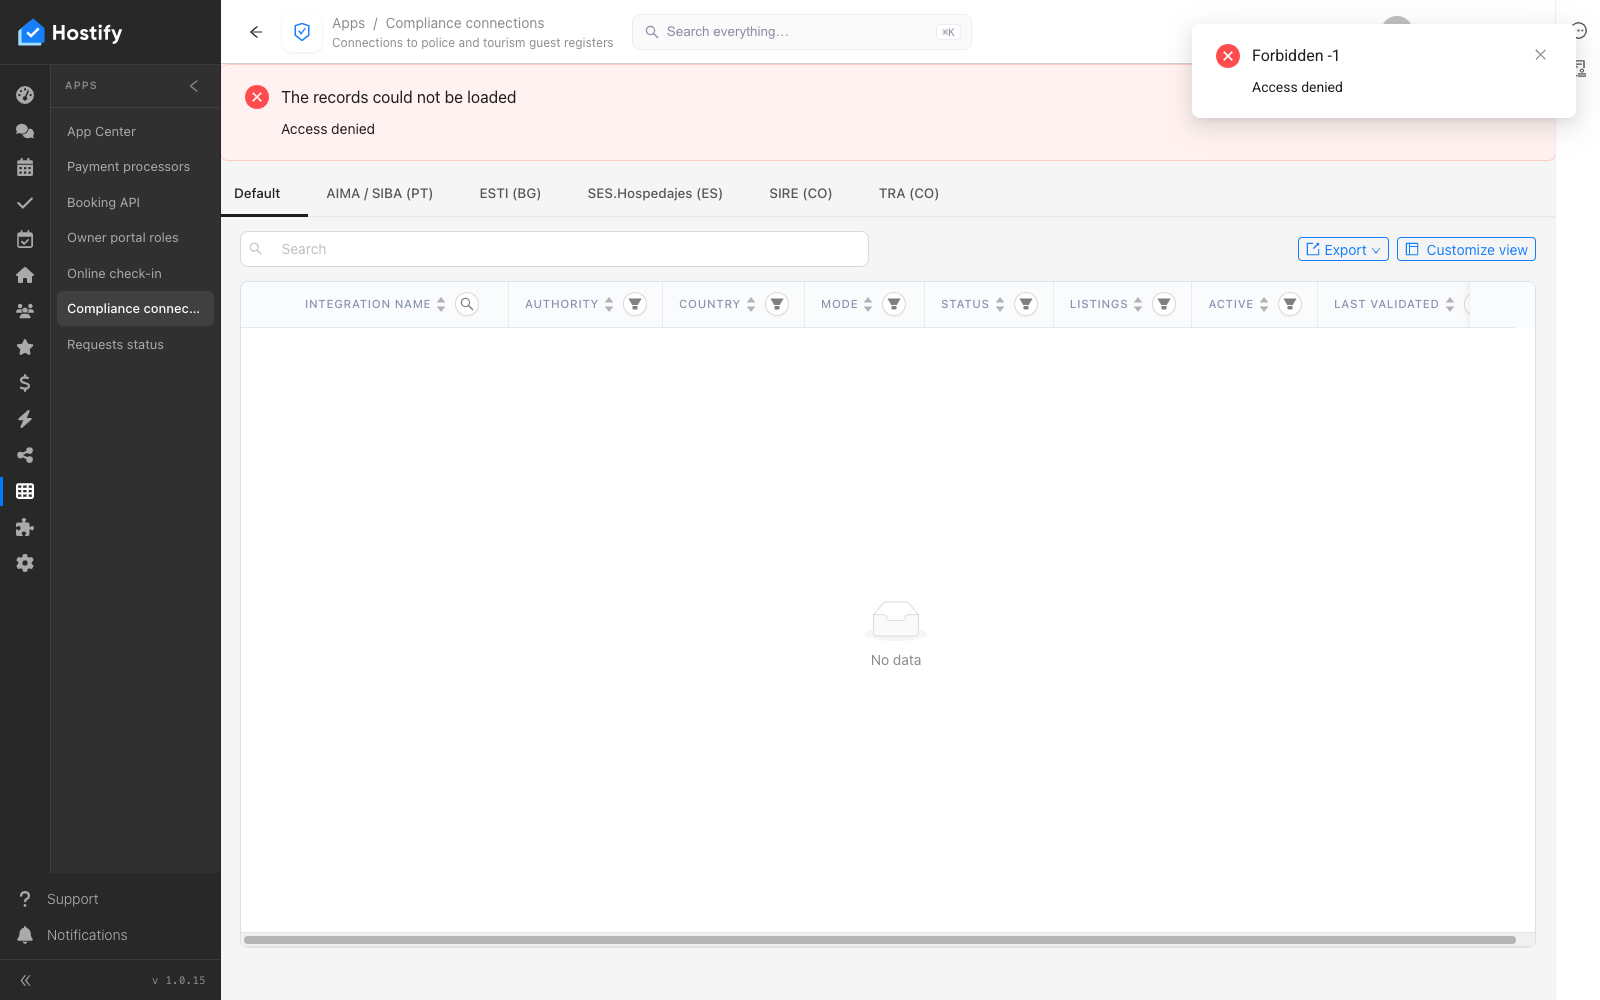 Hostify
Apps / Compliance connections
Connections to police and tourism guest registers
Search everything...
⌘K
Forbidden -1
Access denied
The records could not be loaded
Access denied
APPS
App Center
Payment processors
Booking API
Owner portal roles
Online check-in
Compliance connec...
Requests status
Default
AIMA / SIBA (PT)
ESTI (BG)
SES.Hospedajes (ES)
SIRE (CO)
TRA (CO)
Search
Export
Customize view
INTEGRATION NAME
AUTHORITY
COUNTRY
MODE
STATUS
LISTINGS
ACTIVE
LAST VALIDATED
No data
Support
Notifications
v 1.0.15